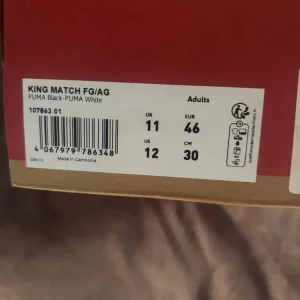 KING MATCH FG/AG
PUMA Black-PUMA White
107863 01
Adults
UK EUR
11 46
US CM
12 30
4 067979 786348
Made in Cambodia